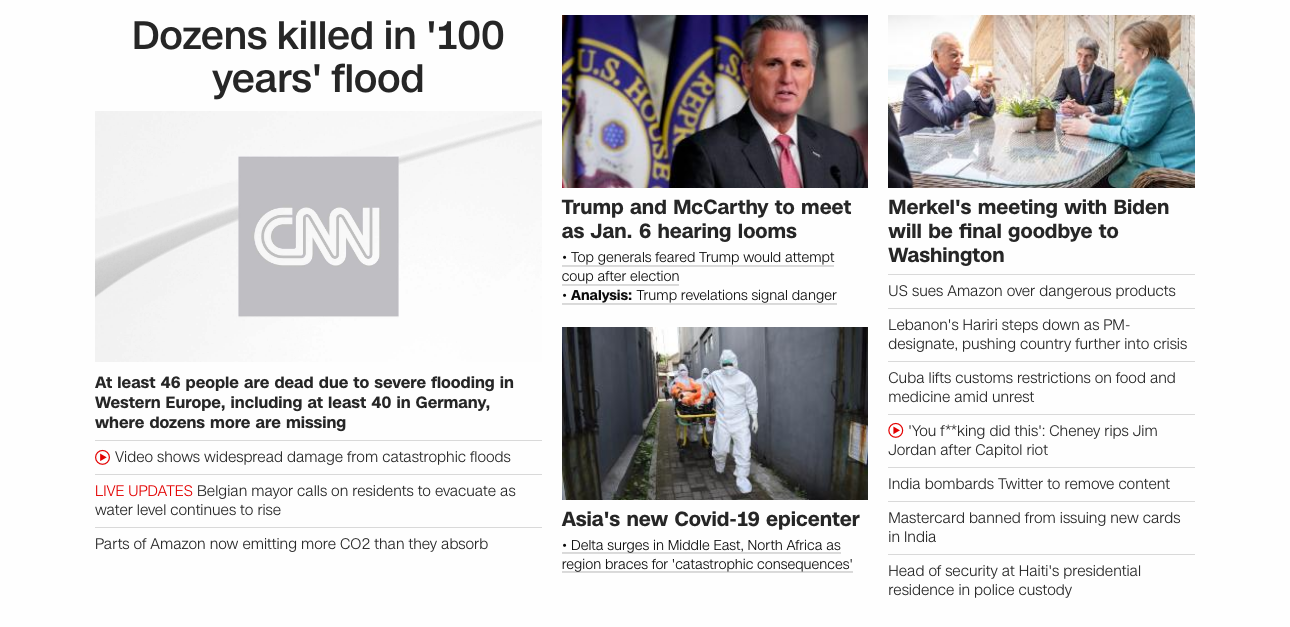 Dozens killed in '100
years' flood
CNN
At least 46 people are dead due to severe flooding in
Western Europe, including at least 40 in Germany,
where dozens more are missing
Video shows widespread damage from catastrophic floods
LIVE UPDATES Belgian mayor calls on residents to evacuate as
water level continues to rise
Parts of Amazon now emitting more CO2 than they absorb
U.S. HOUSE
REPR
Trump and McCarthy to meet
as Jan. 6 hearing looms
• Top generals feared Trump would attempt
coup after election
• Analysis: Trump revelations signal danger
Asia's new Covid-19 epicenter
• Delta surges in Middle East, North Africa as
region braces for 'catastrophic consequences'
Merkel's meeting with Biden
will be final goodbye to
Washington
US sues Amazon over dangerous products
Lebanon's Hariri steps down as PM-
designate, pushing country further into crisis
Cuba lifts customs restrictions on food and
medicine amid unrest
'You f**king did this': Cheney rips Jim
Jordan after Capitol riot
India bombards Twitter to remove content
Mastercard banned from issuing new cards
in India
Head of security at Haiti's presidential
residence in police custody